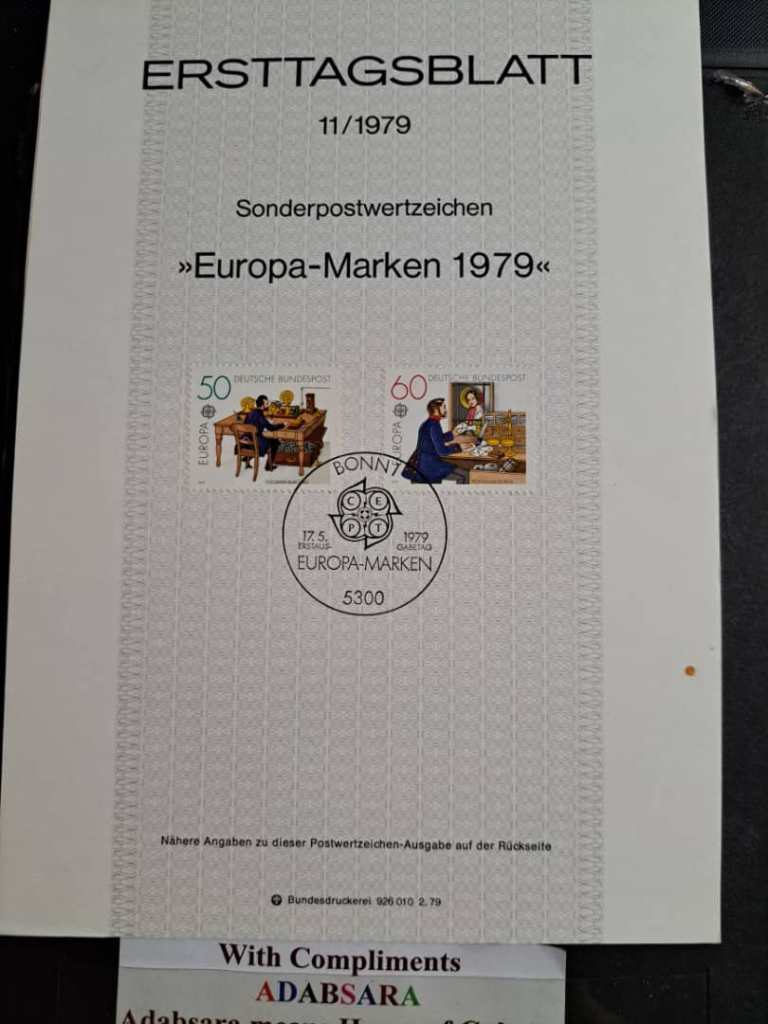 ERSTTAGSBLATT
11/1979
Sonderpostwertzeichen
»Europa-Marken 1979«
50 DEUTSCHE BUNDESPOST
EUROPA
60 DEUTSCHE BUNDESPOST
EUROPA
BONN 1
C E
P T
17.5. 1979
ERSTAUS- GABETAG
EUROPA-MARKEN
5300
Nähere Angaben zu dieser Postwertzeichen-Ausgabe auf der Rückseite
Bundesdruckerei 926 010 2.79
With Compliments
ADABSARA
Adabsara means